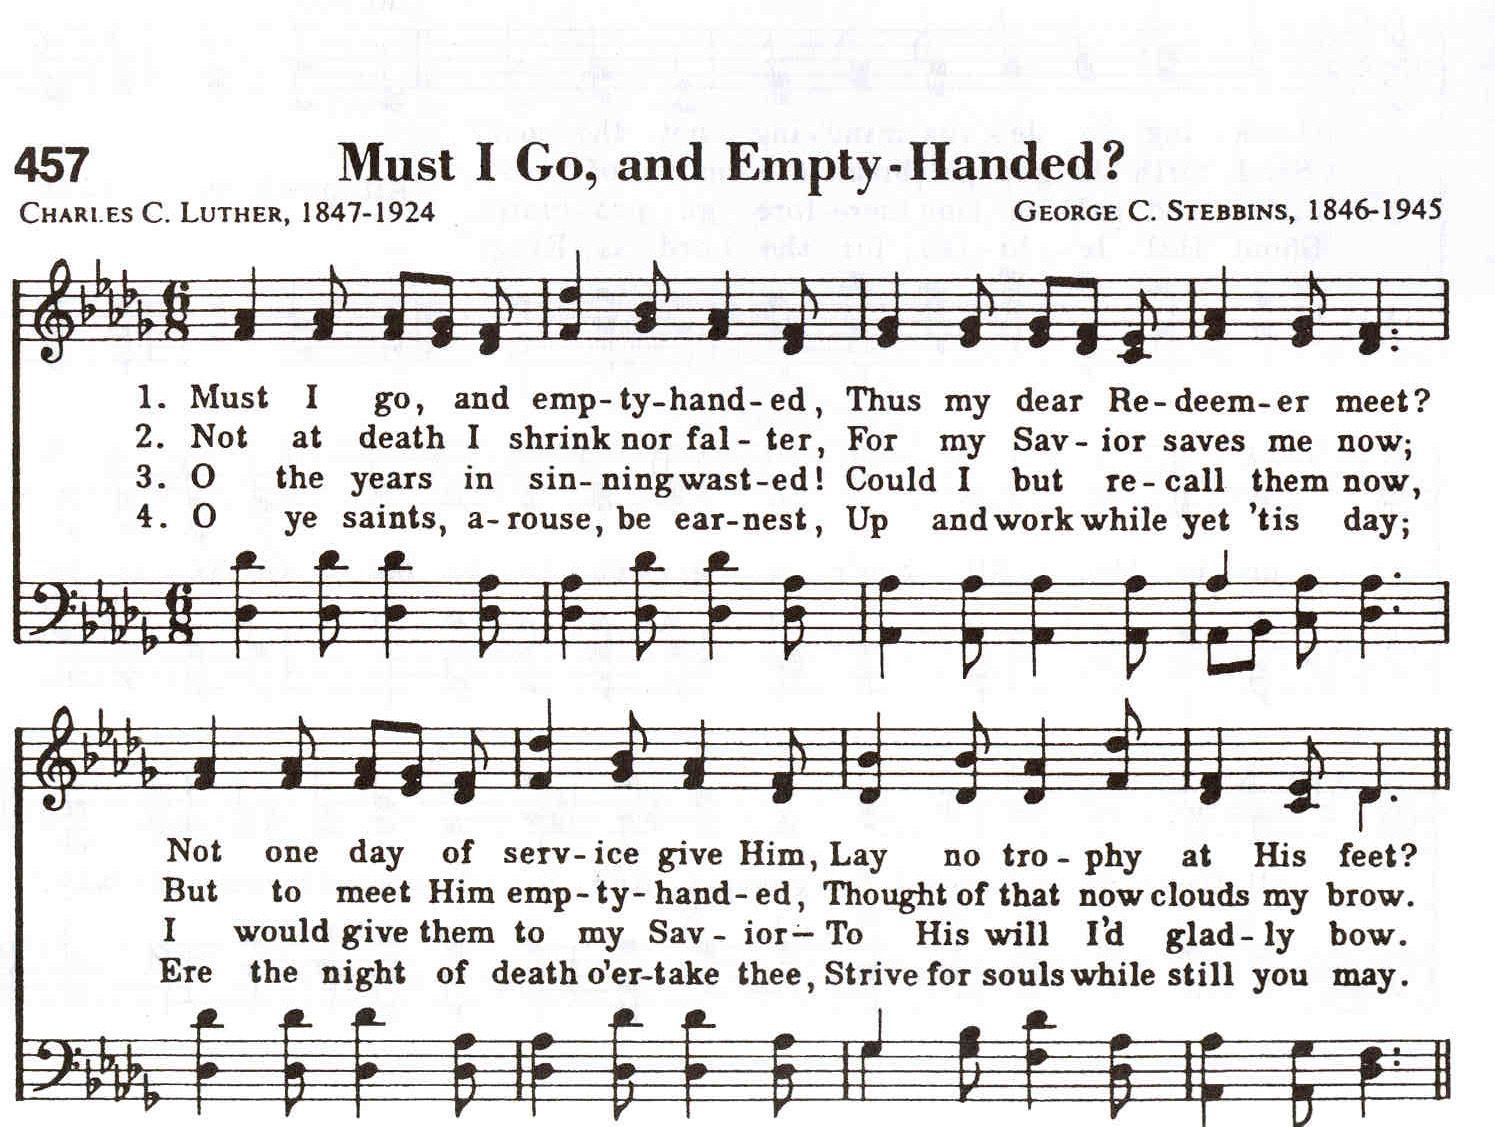 457 Must I Go, and Empty-Handed?
CHARLES C. LUTHER, 1847-1924 GEORGE C. STEBBINS, 1846-1945
6
8
1. Must I go, and emp-ty-hand-ed, Thus my dear Re-deem-er meet?
2. Not at death I shrink nor fal-ter, For my Sav-ior saves me now;
3. O the years in sin-ning wast-ed! Could I but re-call them now,
4. O ye saints, a-rouse, be ear-nest, Up and work while yet 'tis day;
6
8
Not one day of serv-ice give Him, Lay no tro-phy at His feet?
But to meet Him emp-ty-hand-ed, Thought of that now clouds my brow.
I would give them to my Sav-ior— To His will I'd glad-ly bow.
Ere the night of death o'er-take thee, Strive for souls while still you may.